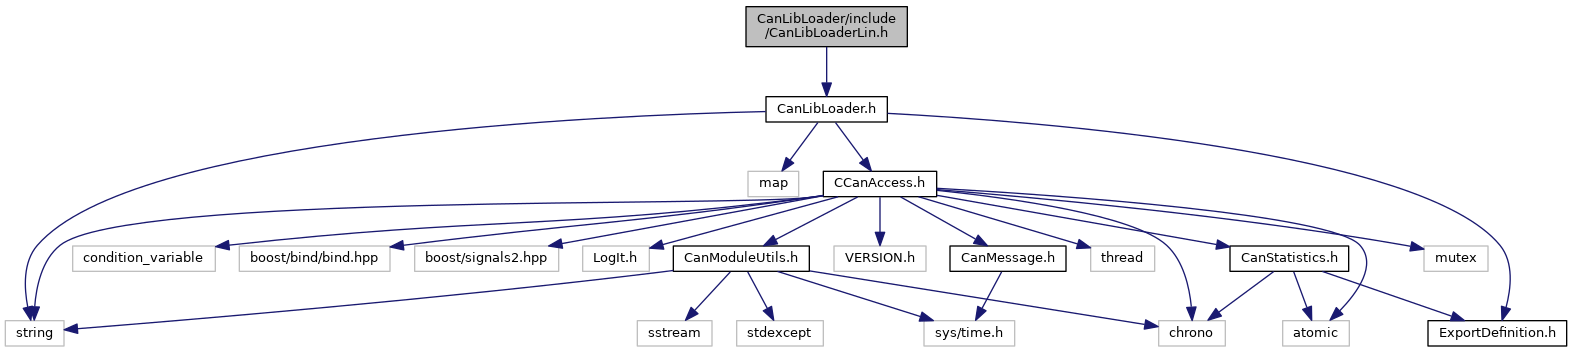 CanLibLoader/include
/CanLibLoaderLin.h
CanLibLoader.h
map
CCanAccess.h
condition_variable
boost/bind/bind.hpp
boost/signals2.hpp
LogIt.h
CanModuleUtils.h
VERSION.h
CanMessage.h
thread
CanStatistics.h
mutex
string
sstream
stdexcept
sys/time.h
chrono
atomic
ExportDefinition.h